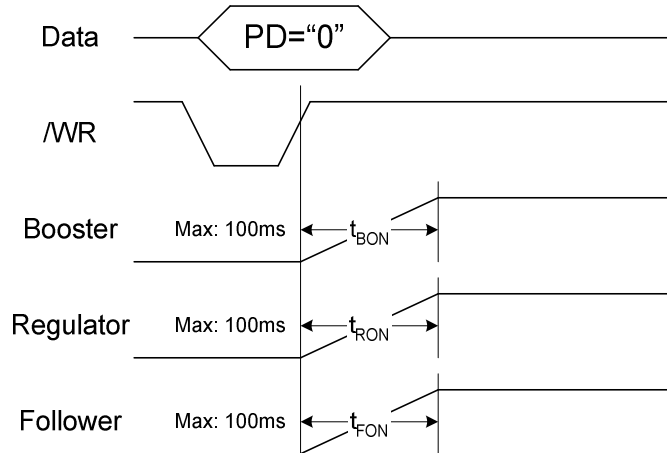 Data PD=“0”
/WR
Booster Max: 100ms tBON
Regulator Max: 100ms tRON
Follower Max: 100ms tFON